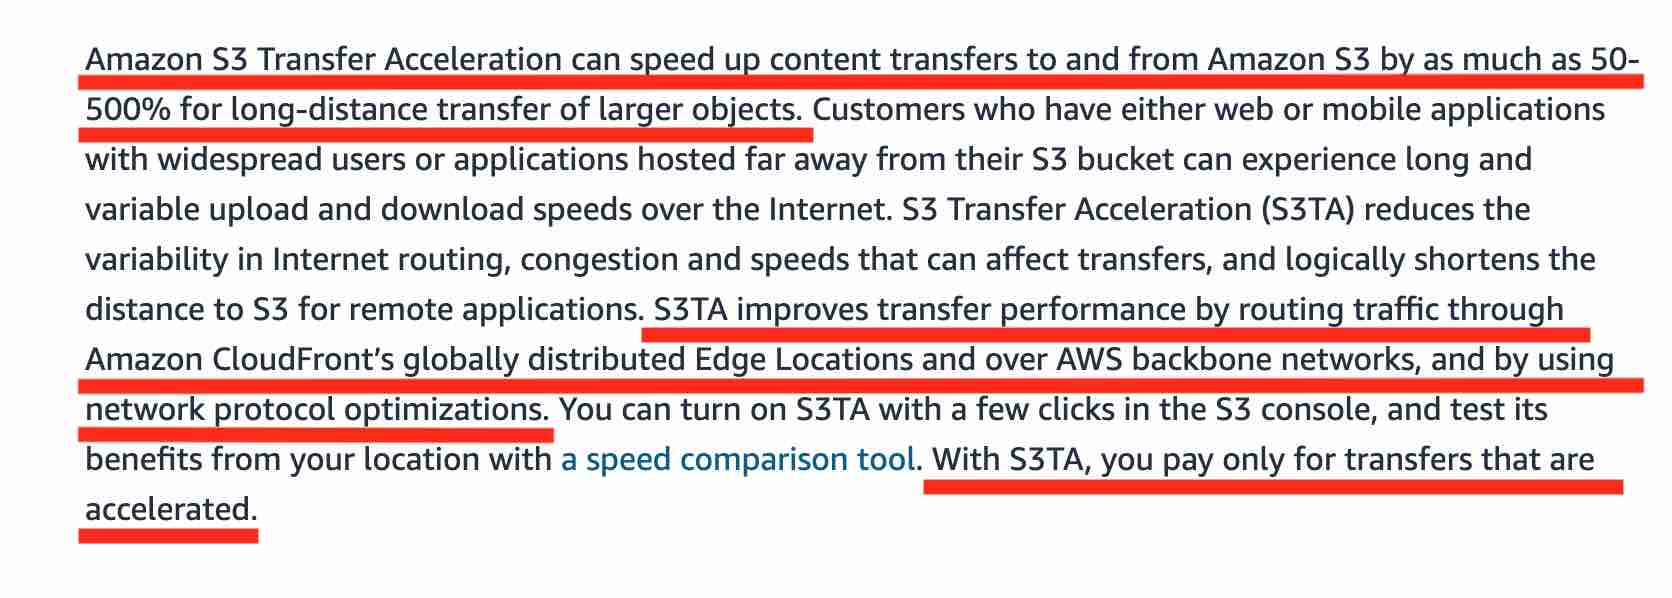 Amazon S3 Transfer Acceleration can speed up content transfers to and from Amazon S3 by as much as 50-
500% for long-distance transfer of larger objects. Customers who have either web or mobile applications
with widespread users or applications hosted far away from their S3 bucket can experience long and
variable upload and download speeds over the Internet. S3 Transfer Acceleration (S3TA) reduces the
variability in Internet routing, congestion and speeds that can affect transfers, and logically shortens the
distance to S3 for remote applications. S3TA improves transfer performance by routing traffic through
Amazon CloudFront’s globally distributed Edge Locations and over AWS backbone networks, and by using
network protocol optimizations. You can turn on S3TA with a few clicks in the S3 console, and test its
benefits from your location with a speed comparison tool. With S3TA, you pay only for transfers that are
accelerated.